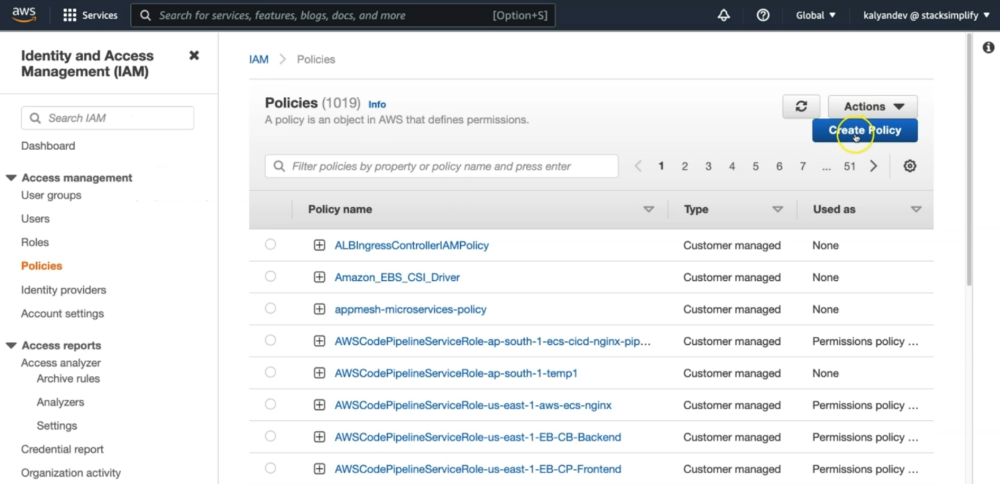 aws Services Search for services, features, blogs, docs, and more [Option+S] Global ▼ kalyandev @ stacksimplify ▼
Identity and Access
Management (IAM)
Search IAM
Dashboard
Access management
User groups
Users
Roles
Policies
Identity providers
Account settings
Access reports
Access analyzer
Archive rules
Analyzers
Settings
Credential report
Organization activity
IAM > Policies
Policies (1019) Info
A policy is an object in AWS that defines permissions.
Actions ▼
Create Policy
Filter policies by property or policy name and press enter
< 1 2 3 4 5 6 7 ... 51 >
Policy name Type Used as
ALBIngressControllerIAMPolicy Customer managed None
Amazon_EBS_CSI_Driver Customer managed None
appmesh-microservices-policy Customer managed None
AWSCodePipelineServiceRole-ap-south-1-ecs-cicd-nginx-pip... Customer managed Permissions policy ...
AWSCodePipelineServiceRole-ap-south-1-temp1 Customer managed None
AWSCodePipelineServiceRole-us-east-1-aws-ecs-nginx Customer managed Permissions policy ...
AWSCodePipelineServiceRole-us-east-1-EB-CB-Backend Customer managed Permissions policy ...
AWSCodePipelineServiceRole-us-east-1-EB-CP-Frontend Customer managed Permissions policy ...